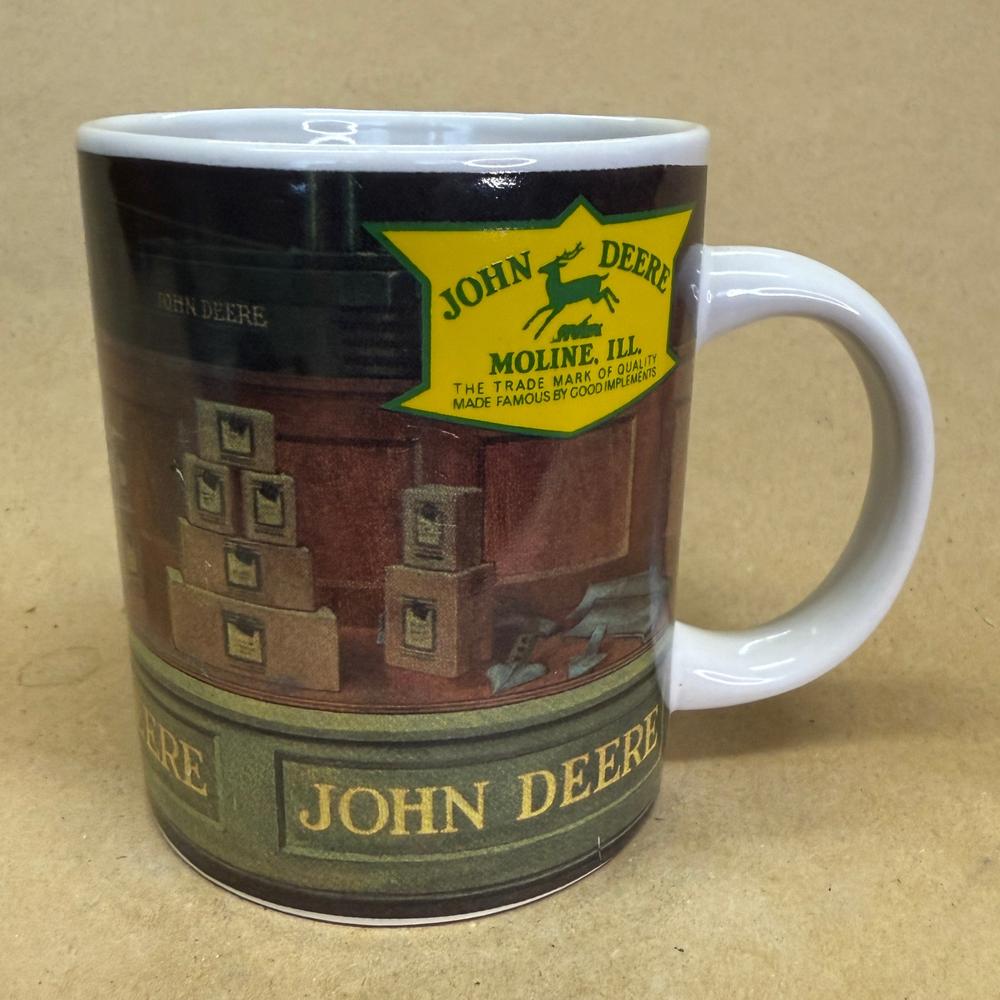 JOHN DEERE
JOHN DEERE
MOLINE, ILL.
THE TRADE MARK OF QUALITY
MADE FAMOUS BY GOOD IMPLEMENTS
ERE
JOHN DEERE